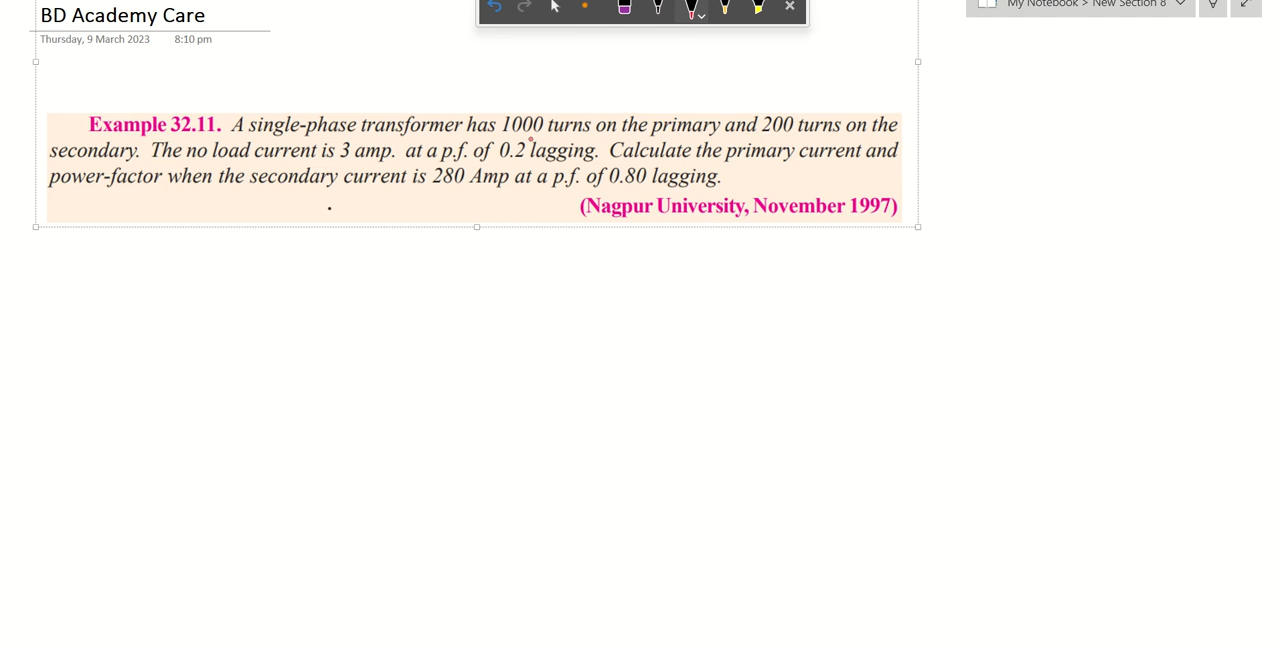 My Notebook > New Section 8
BD Academy Care
Thursday, 9 March 2023 8:10 pm
Example 32.11. A single-phase transformer has 1000 turns on the primary and 200 turns on the
secondary. The no load current is 3 amp. at a p.f. of 0.2 lagging. Calculate the primary current and
power-factor when the secondary current is 280 Amp at a p.f. of 0.80 lagging.
(Nagpur University, November 1997)